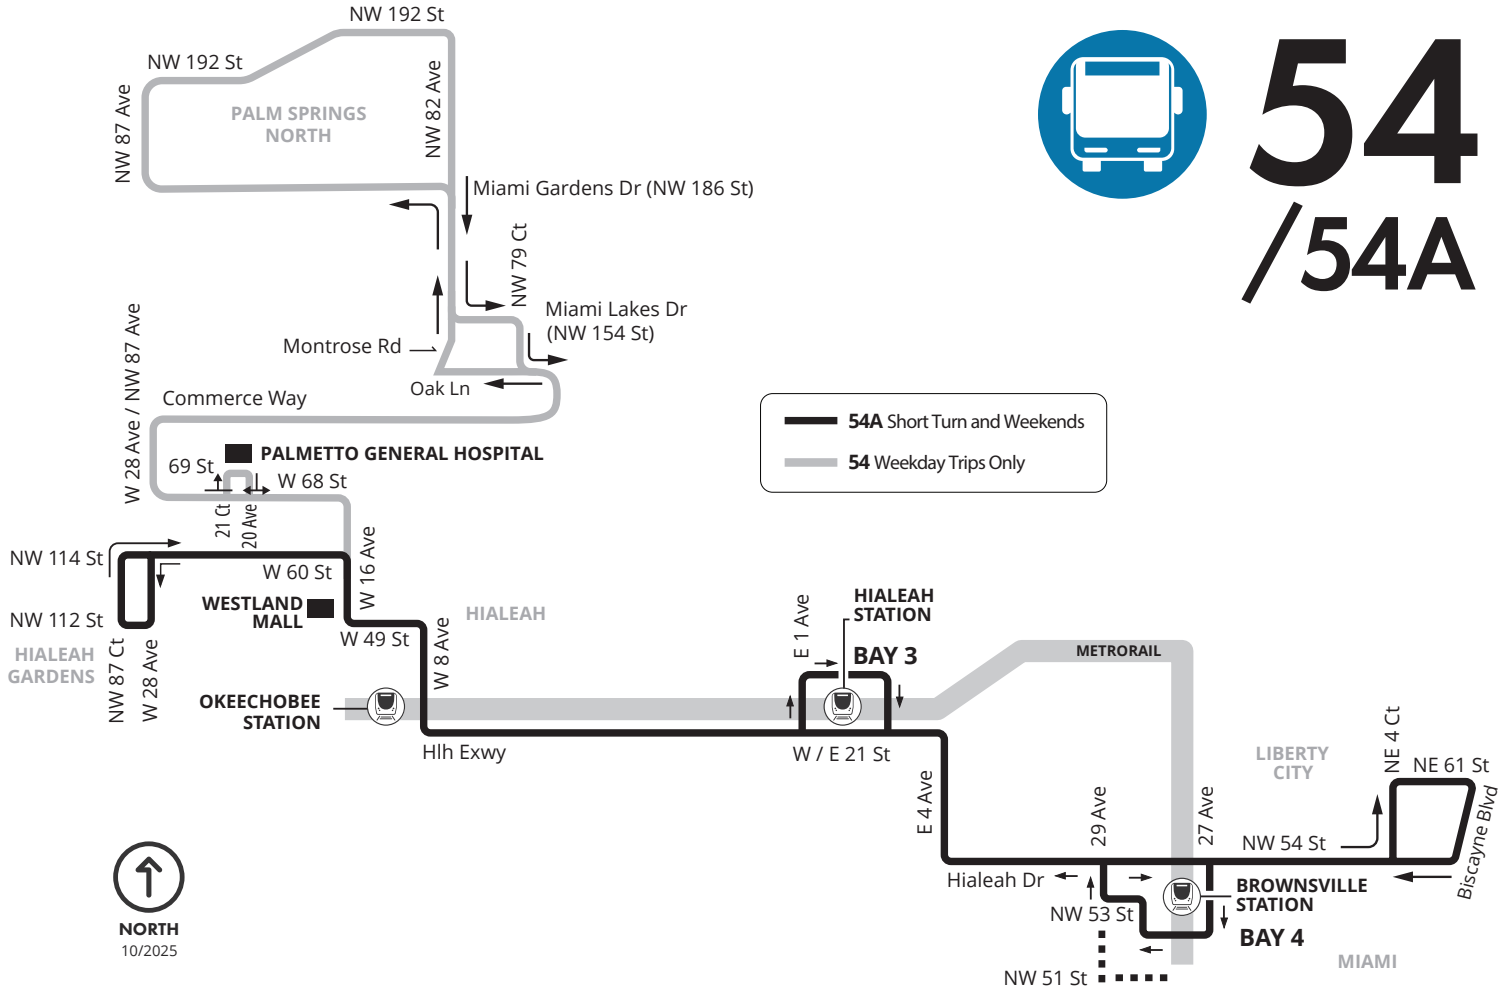 NW 192 St
NW 192 St
NW 87 Ave
PALM SPRINGS
NORTH
NW 82 Ave
54
/54A
Miami Gardens Dr (NW 186 St)
NW 79 Ct
Miami Lakes Dr
(NW 154 St)
Montrose Rd
Oak Ln
W 28 Ave / NW 87 Ave
Commerce Way
54A Short Turn and Weekends
54 Weekday Trips Only
PALMETTO GENERAL HOSPITAL
69 St
W 68 St
21 Ct
20 Ave
NW 114 St
W 60 St
W 16 Ave
WESTLAND
MALL
NW 112 St
W 49 St
HIALEAH
HIALEAH
GARDENS
NW 87 Ct
W 28 Ave
W 8 Ave
E 1 Ave
HIALEAH
STATION
BAY 3
METRORAIL
OKEECHOBEE
STATION
Hlh Exwy
W / E 21 St
E 4 Ave
LIBERTY
CITY
NE 4 Ct
NE 61 St
Biscayne Blvd
29 Ave
27 Ave
NW 54 St
Hialeah Dr
BROWNSVILLE
STATION
NW 53 St
BAY 4
NW 51 St
MIAMI
NORTH
10/2025